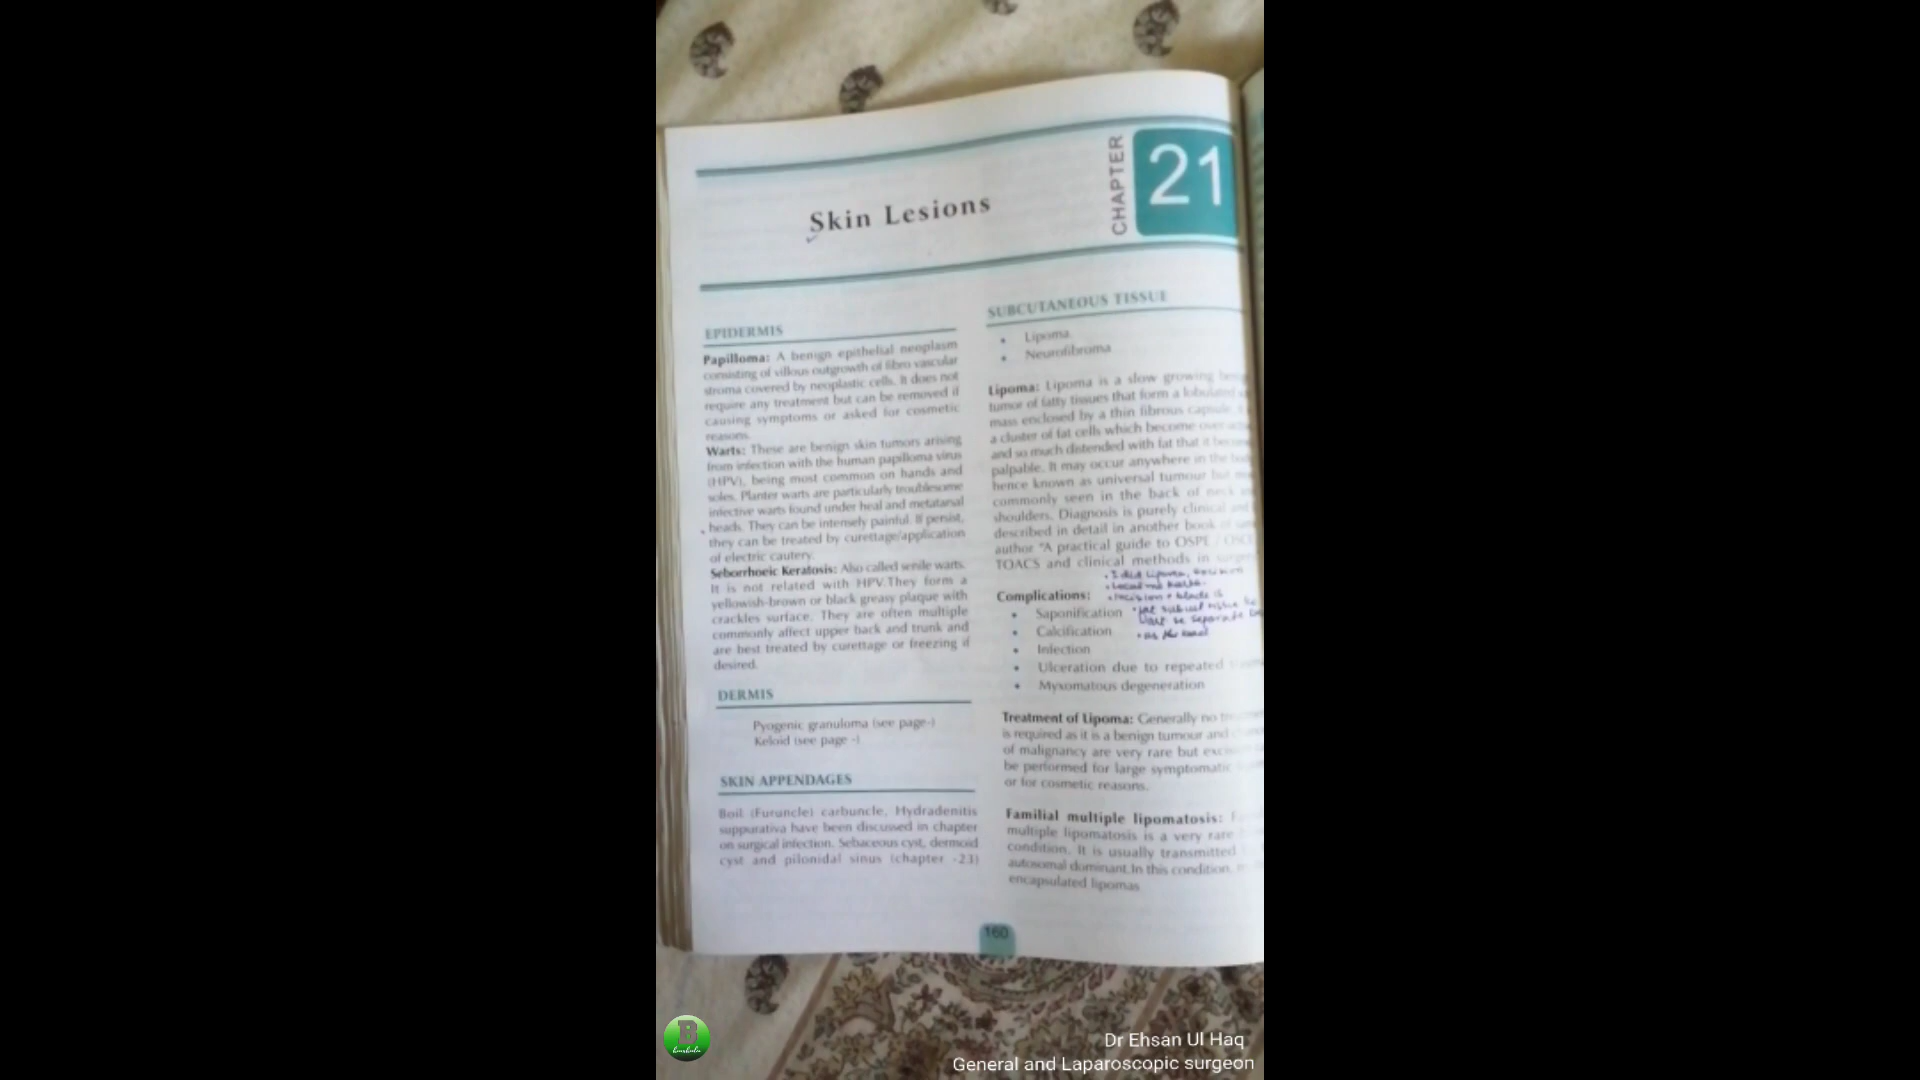 CHAPTER
21
Skin Lesions
EPIDERMIS
Papilloma: A benign epithelial neoplasm
consisting of villous outgrowth of fibro vascular
stroma covered by neoplastic cells. It does not
require any treatment but can be removed if
causing symptoms or asked for cosmetic
reasons.
Warts: These are benign skin tumors arising
from infection with the human papilloma virus
(HPV), being most common on hands and
soles. Planter warts are particularly troublesome
infective warts found under heal and metatarsal
heads. They can be intensely painful. If persist,
they can be treated by curettage/application
of electric cautery.
Seborrhoeic Keratosis: Also called senile warts.
It is not related with HPV.They form a
yellowish-brown or black greasy plaque with
crackles surface. They are often multiple
commonly affect upper back and trunk and
are best treated by curettage or freezing if
desired.
DERMIS
Pyogenic granuloma (see page-)
Keloid (see page -)
SKIN APPENDAGES
Boil (Furuncle) carbuncle, Hydradenitis
suppurativa have been discussed in chapter
on surgical infection. Sebaceous cyst, dermoid
cyst and pilonidal sinus (chapter -23)
SUBCUTANEOUS TISSUE
• Lipoma
• Neurofibroma
Lipoma: Lipoma is a slow growing
tumor of fatty tissues that form a lobulated
mass enclosed by a thin fibrous capsule.
a cluster of fat cells which become over
and so much distended with fat that it
palpable. It may occur anywhere in the
hence known as universal tumour but
commonly seen in the back of neck
shoulders. Diagnosis is purely clinical and
described in detail in another book of
author "A practical guide to OSPE / OSCE
TOACS and clinical methods in
Complications:
• Saponification
• Calcification
• Infection
• Ulceration due to repeated
• Myxomatous degeneration
Treatment of Lipoma: Generally no
is required as it is a benign tumour and
of malignancy are very rare but
be performed for large symptomatic
or for cosmetic reasons.
Familial multiple lipomatosis:
multiple lipomatosis is a very rare
condition. It is usually transmitted
autosomal dominant.In this condition,
encapsulated lipomas
160
B
Dr Ehsan Ul Haq
General and Laparoscopic surgeon